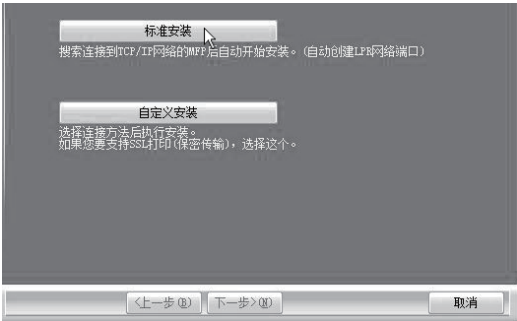 标准安装
搜索连接到TCP/IP网络的MFP后自动开始安装。(自动创建LPR网络端口)
自定义安装
选择连接方法后执行安装。
如果您要支持SSL打印(保密传输)，选择这个。
<上一步(B) 下一步>(N) 取消